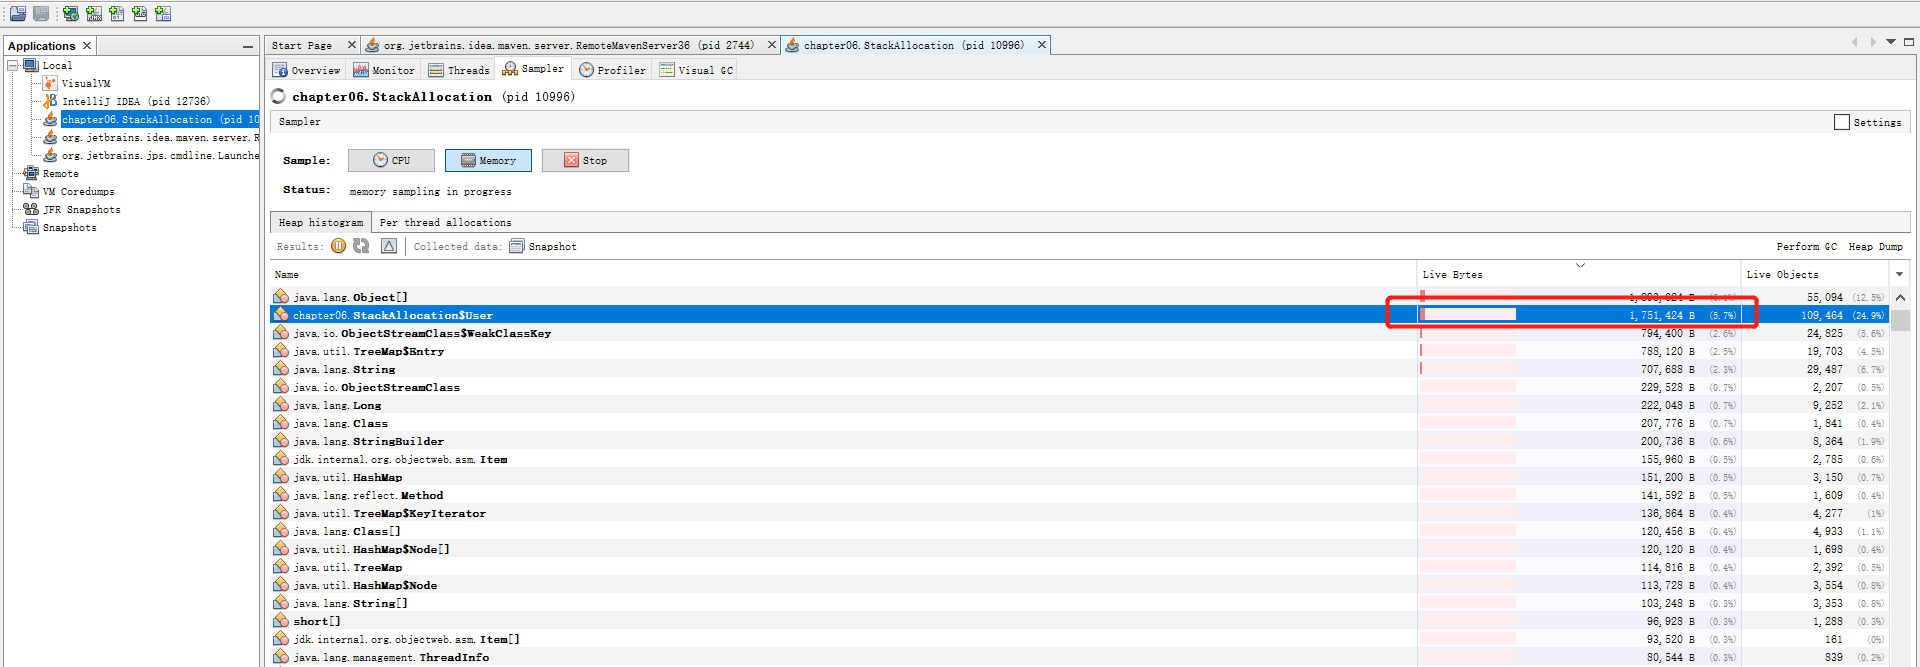 Applications
Start Page
org.jetbrains.idea.maven.server.RemoteMavenServer36 (pid 2744)
chapter06.StackAllocation (pid 10996)
Local
VisualVM
IntelliJ IDEA (pid 12736)
chapter06.StackAllocation (pid 10
org.jetbrains.idea.maven.server.R
org.jetbrains.jps.cmdline.Launche
Remote
VM Coredumps
JFR Snapshots
Snapshots
Overview Monitor Threads Sampler Profiler Visual GC
chapter06.StackAllocation (pid 10996)
Sampler
Settings
Sample: CPU Memory Stop
Status: memory sampling in progress
Heap histogram Per thread allocations
Results: Collected data: Snapshot Perform GC Heap Dump
Name Live Bytes Live Objects
java.lang.Object[] 55,094 (12.5%)
chapter06.StackAllocation$User 1,751,424 B (5.7%) 109,464 (24.9%)
java.io.ObjectStreamClass$WeakClassKey 794,400 B (2.6%) 24,825 (5.6%)
java.util.TreeMap$Entry 788,120 B (2.5%) 19,703 (4.5%)
java.lang.String 707,688 B (2.3%) 29,487 (6.7%)
java.io.ObjectStreamClass 229,528 B (0.7%) 2,207 (0.5%)
java.lang.Long 222,048 B (0.7%) 9,252 (2.1%)
java.lang.Class 207,776 B (0.7%) 1,841 (0.4%)
java.lang.StringBuilder 200,736 B (0.6%) 8,364 (1.9%)
jdk.internal.org.objectweb.asm.Item 155,960 B (0.5%) 2,785 (0.6%)
java.util.HashMap 151,200 B (0.5%) 3,150 (0.7%)
java.lang.reflect.Method 141,592 B (0.5%) 1,609 (0.4%)
java.util.TreeMap$KeyIterator 136,864 B (0.4%) 4,277 (1%)
java.lang.Class[] 120,456 B (0.4%) 4,933 (1.1%)
java.util.HashMap$Node[] 120,120 B (0.4%) 1,698 (0.4%)
java.util.TreeMap 114,816 B (0.4%) 2,392 (0.5%)
java.util.HashMap$Node 113,728 B (0.4%) 3,554 (0.8%)
java.lang.String[] 103,248 B (0.3%) 3,353 (0.8%)
short[] 96,928 B (0.3%) 1,288 (0.3%)
jdk.internal.org.objectweb.asm.Item[] 93,520 B (0.3%) 161 (0%)
java.lang.management.ThreadInfo 80,544 B (0.3%) 839 (0.2%)